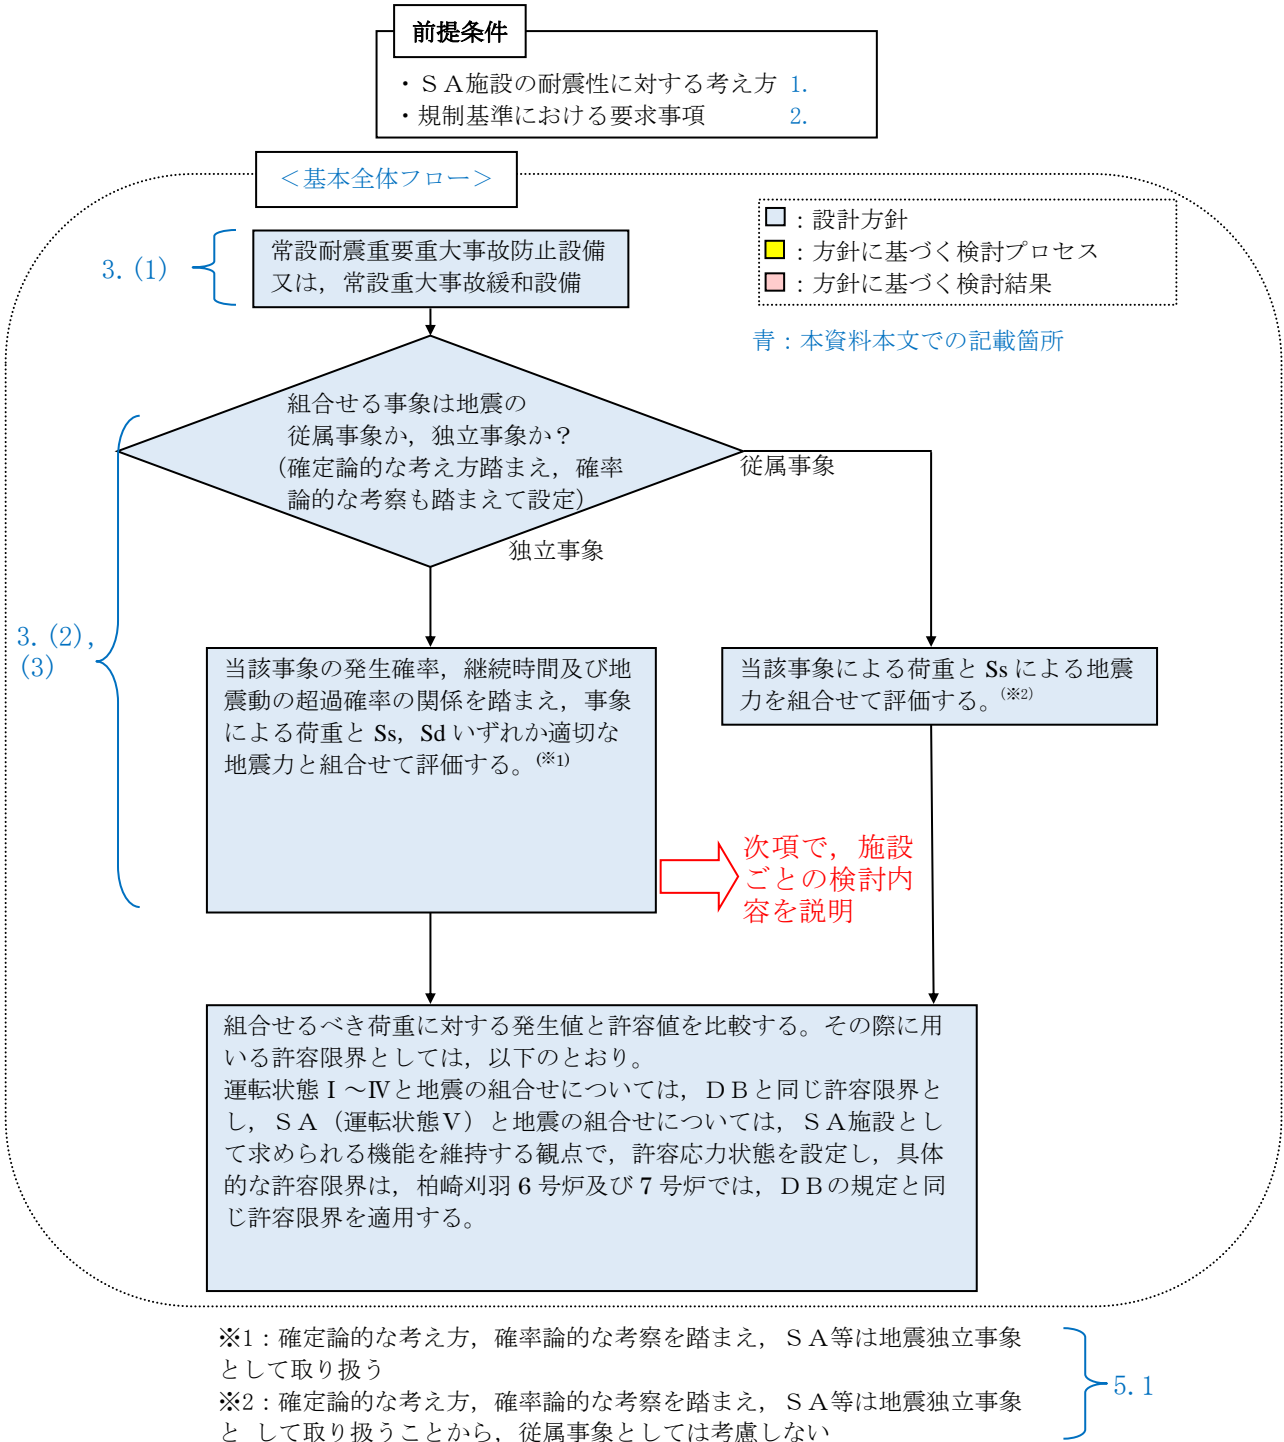 前提条件
・ＳＡ施設の耐震性に対する考え方 1.
・規制基準における要求事項 2.
＜基本全体フロー＞
：設計方針
：方針に基づく検討プロセス
：方針に基づく検討結果
青：本資料本文での記載箇所
3. (1)
常設耐震重要重大事故防止設備
又は，常設重大事故緩和設備
組合せる事象は地震の
従属事象か，独立事象か？
（確定論的な考え方踏まえ，確率
論的な考察も踏まえて設定）
従属事象
独立事象
3. (2),
(3)
当該事象の発生確率，継続時間及び地
震動の超過確率の関係を踏まえ，事象
による荷重と Ss，Sd いずれか適切な
地震力と組合せて評価する。(※1)
当該事象による荷重と Ss による地震
力を組合せて評価する。(※2)
次項で，施設
ごとの検討内
容を説明
組合せるべき荷重に対する発生値と許容値を比較する。その際に用
いる許容限界としては，以下のとおり。
運転状態Ⅰ～Ⅳと地震の組合せについては，ＤＢと同じ許容限界と
し，ＳＡ（運転状態Ⅴ）と地震の組合せについては，ＳＡ施設とし
て求められる機能を維持する観点で，許容応力状態を設定し，具体
的な許容限界は，柏崎刈羽 6 号炉及び 7 号炉では，ＤＢの規定と同
じ許容限界を適用する。
※1：確定論的な考え方，確率論的な考察を踏まえ，ＳＡ等は地震独立事象
として取り扱う
※2：確定論的な考え方，確率論的な考察を踏まえ，ＳＡ等は地震独立事象
と して取り扱うことから，従属事象としては考慮しない
5. 1